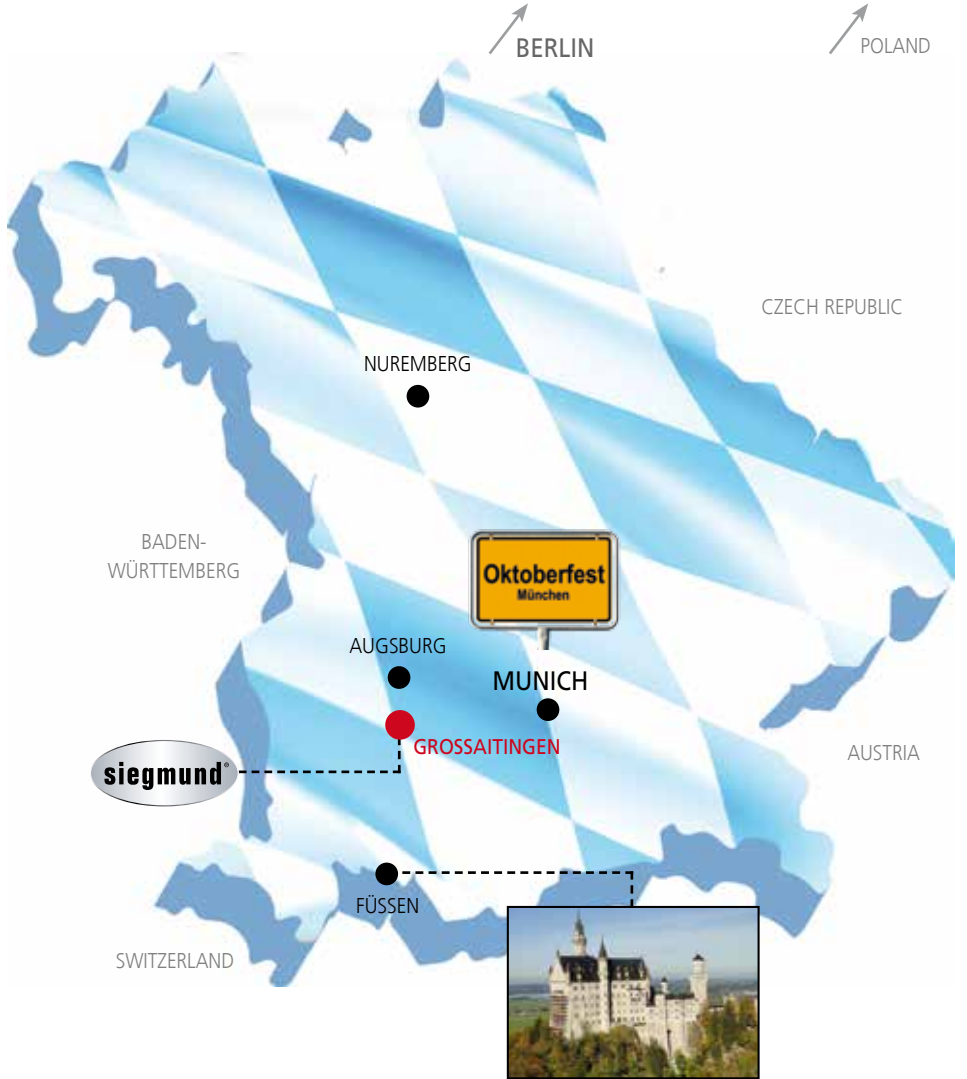 BERLIN
POLAND
CZECH REPUBLIC
NUREMBERG
BADEN-
WÜRTTEMBERG
Oktoberfest
München
AUGSBURG
MUNICH
GROSSAITINGEN
AUSTRIA
siegmund®
FÜSSEN
SWITZERLAND